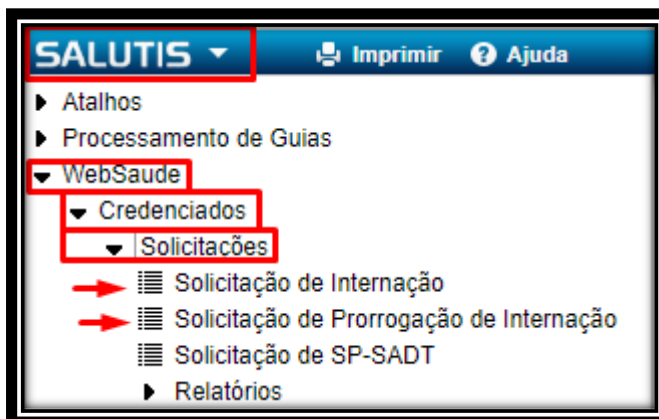 SALUTIS Imprimir Ajuda
Atalhos
Processamento de Guias
WebSaude
Credenciados
Solicitações
Solicitação de Internação
Solicitação de Prorrogação de Internação
Solicitação de SP-SADT
Relatórios